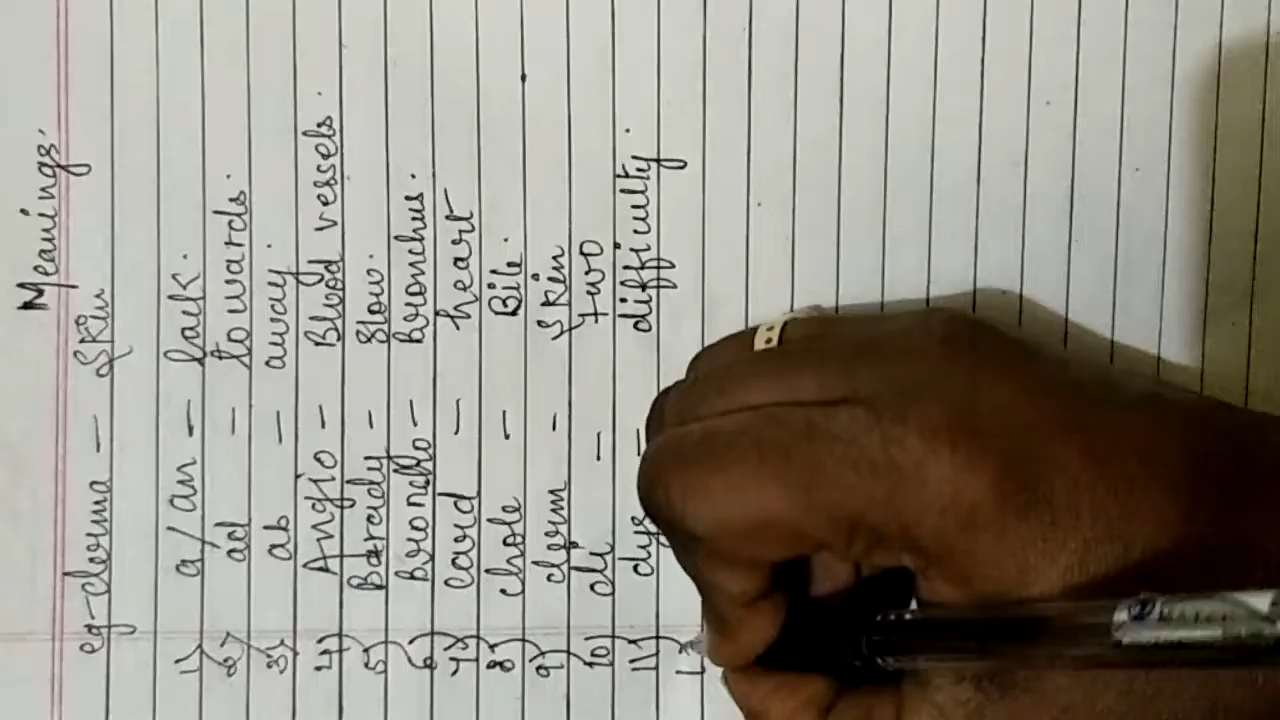 Meanings.
eg-derma – Skin
1) a/an – lack.
2) ad – towards.
3) ab – away.
4) Angio – Blood vessels.
5) Barady – Slow.
6) Broncho – bronchus.
7) card – heart
8) chole – Bile.
9) derm – Skin
10) di – two
11) dys – difficulty.